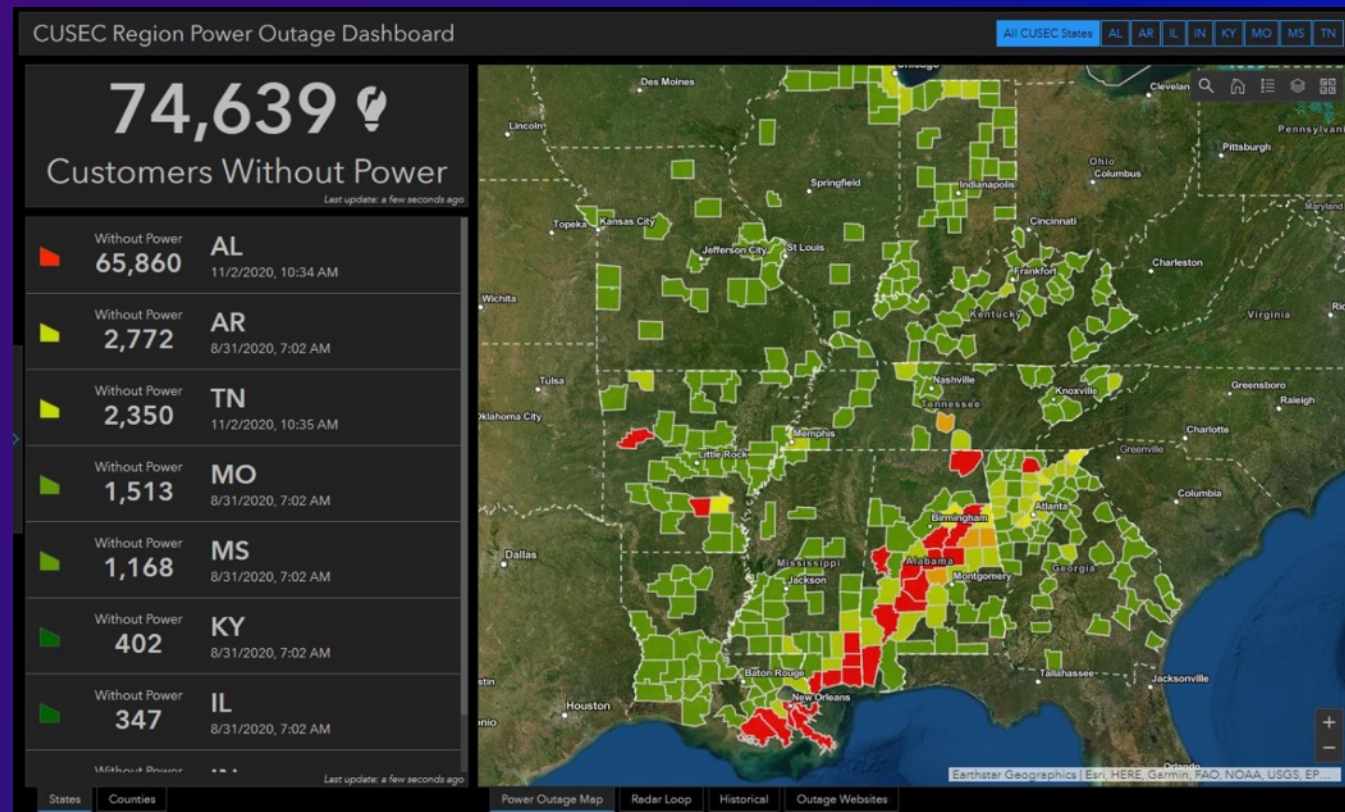 CUSEC Region Power Outage Dashboard
All CUSEC States AL AR IL IN KY MO MS TN
74,639
Customers Without Power
Last update: a few seconds ago
Without Power
65,860
AL
11/2/2020, 10:34 AM
Without Power
2,772
AR
8/31/2020, 7:02 AM
Without Power
2,350
TN
11/2/2020, 10:35 AM
Without Power
1,513
MO
8/31/2020, 7:02 AM
Without Power
1,168
MS
8/31/2020, 7:02 AM
Without Power
402
KY
8/31/2020, 7:02 AM
Without Power
347
IL
8/31/2020, 7:02 AM
Without Power
Last update: a few seconds ago
States Counties
Chicago
Des Moines
Clevelan
Lincoln
Pennsylvani
Pittsburgh
Ohio
Columbus
Springfield
Indianapolis
Maryland
Topeka
Kansas City
Cincinnati
Jefferson City
St Louis
Charleston
Frankfort
Wichita
Kentucky
Virginia
Ric
Tulsa
Nashville
Knoxville
Greensboro
Tennessee
Raleigh
Oklahoma City
Memphis
Charlotte
Little Rock
Greenville
Columbia
Birmingham
Atlanta
Dallas
Mississippi
Alabama
Georgia
Jackson
Montgomery
Baton Rouge
Tallahassee
Jacksonville
stin
New Orleans
Houston
onio
Orlando
+
−
Earthstar Geographics | Esri, HERE, Garmin, FAO, NOAA, USGS, EP...
Power Outage Map Radar Loop Historical Outage Websites